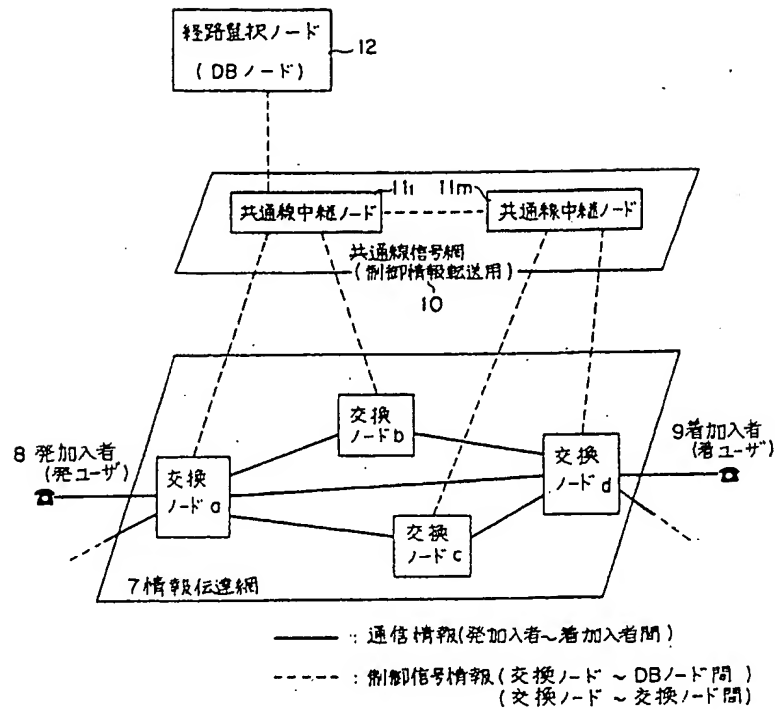 経路選択ノード
(DBノード)
12
11₁ 11m
共通線中継ノード
共通線中継ノード
共通線信号網
(制御情報転送用)
10
8 発加入者
(発ユーザ)
交換
ノードa
交換
ノードb
交換
ノードc
交換
ノードd
9着加入者
(着ユーザ)
7情報伝達網
: 通信情報(発加入者~着加入者間)
: 制御信号情報(交換ノード ~ DBノード間)
(交換ノード ~ 交換ノード間)